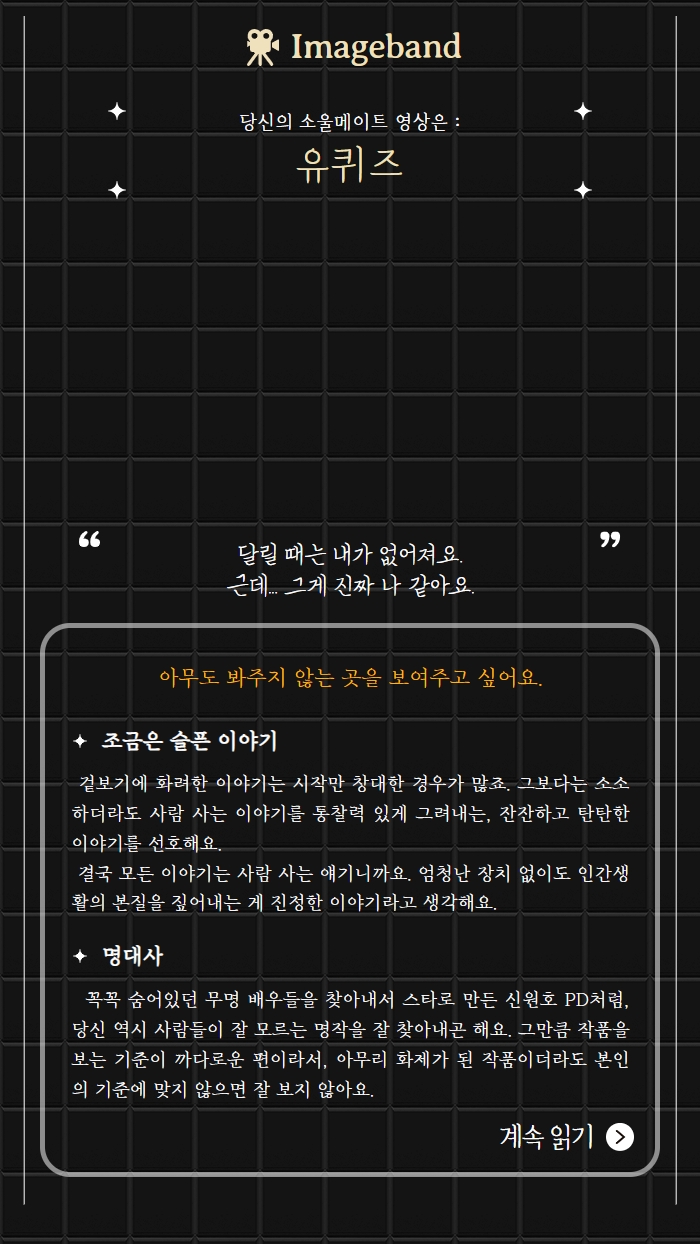 Imageband
당신의 소울메이트 영상은 :
유퀴즈
“ ”
달릴 때는 내가 없어져요.
근데... 그게 진짜 나 같아요.
아무도 봐주지 않는 곳을 보여주고 싶어요.
조금은 슬픈 이야기
겉보기에 화려한 이야기는 시작만 창대한 경우가 많죠. 그보다는 소소
하더라도 사람 사는 이야기를 통찰력 있게 그려내는, 잔잔하고 탄탄한
이야기를 선호해요.
결국 모든 이야기는 사람 사는 얘기니까요. 엄청난 장치 없이도 인간생
활의 본질을 짚어내는 게 진정한 이야기라고 생각해요.
명대사
꼭꼭 숨어있던 무명 배우들을 찾아내서 스타로 만든 신원호 PD처럼,
당신 역시 사람들이 잘 모르는 명작을 잘 찾아내곤 해요. 그만큼 작품을
보는 기준이 까다로운 편이라서, 아무리 화제가 된 작품이더라도 본인
의 기준에 맞지 않으면 잘 보지 않아요.
계속 읽기